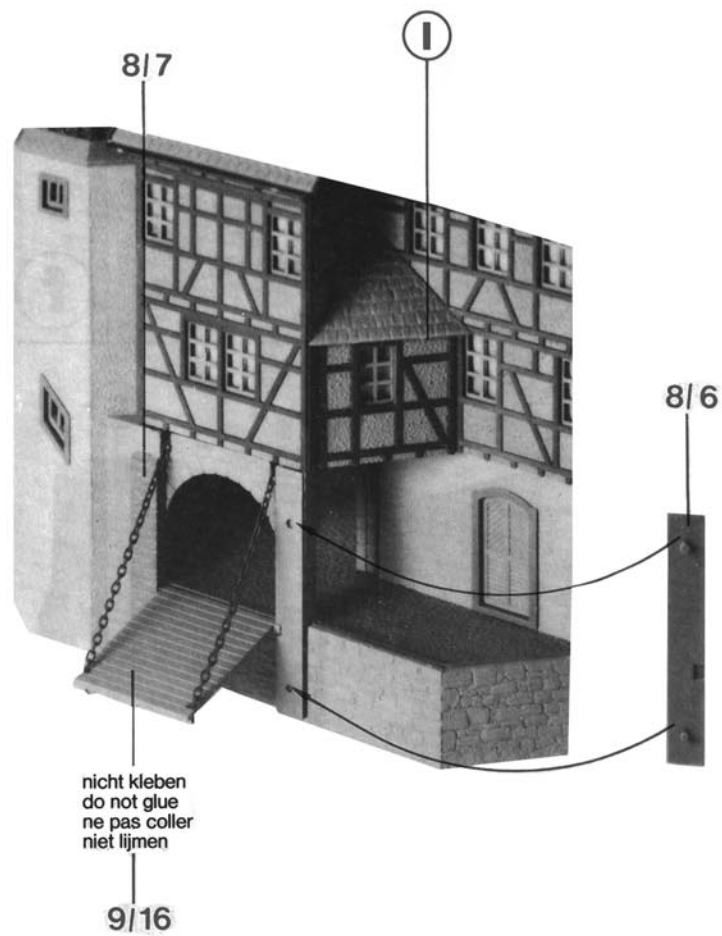 I
8/7
8/6
nicht kleben
do not glue
ne pas coller
niet lijmen
9/16